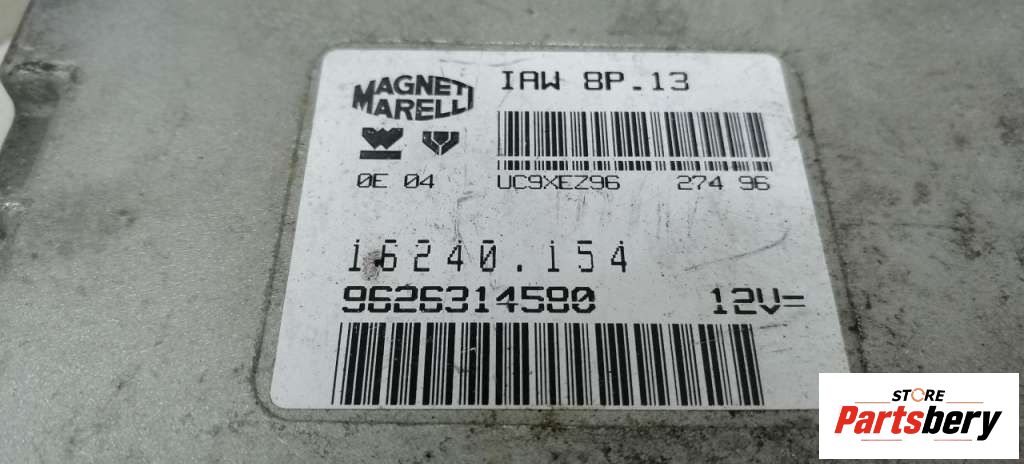 MAGNETI
MARELLI
IAW 8P.13
0E 04
UC9XEZ96 274 96
16240.154
9626314580 12V=
STORE
Partsbery